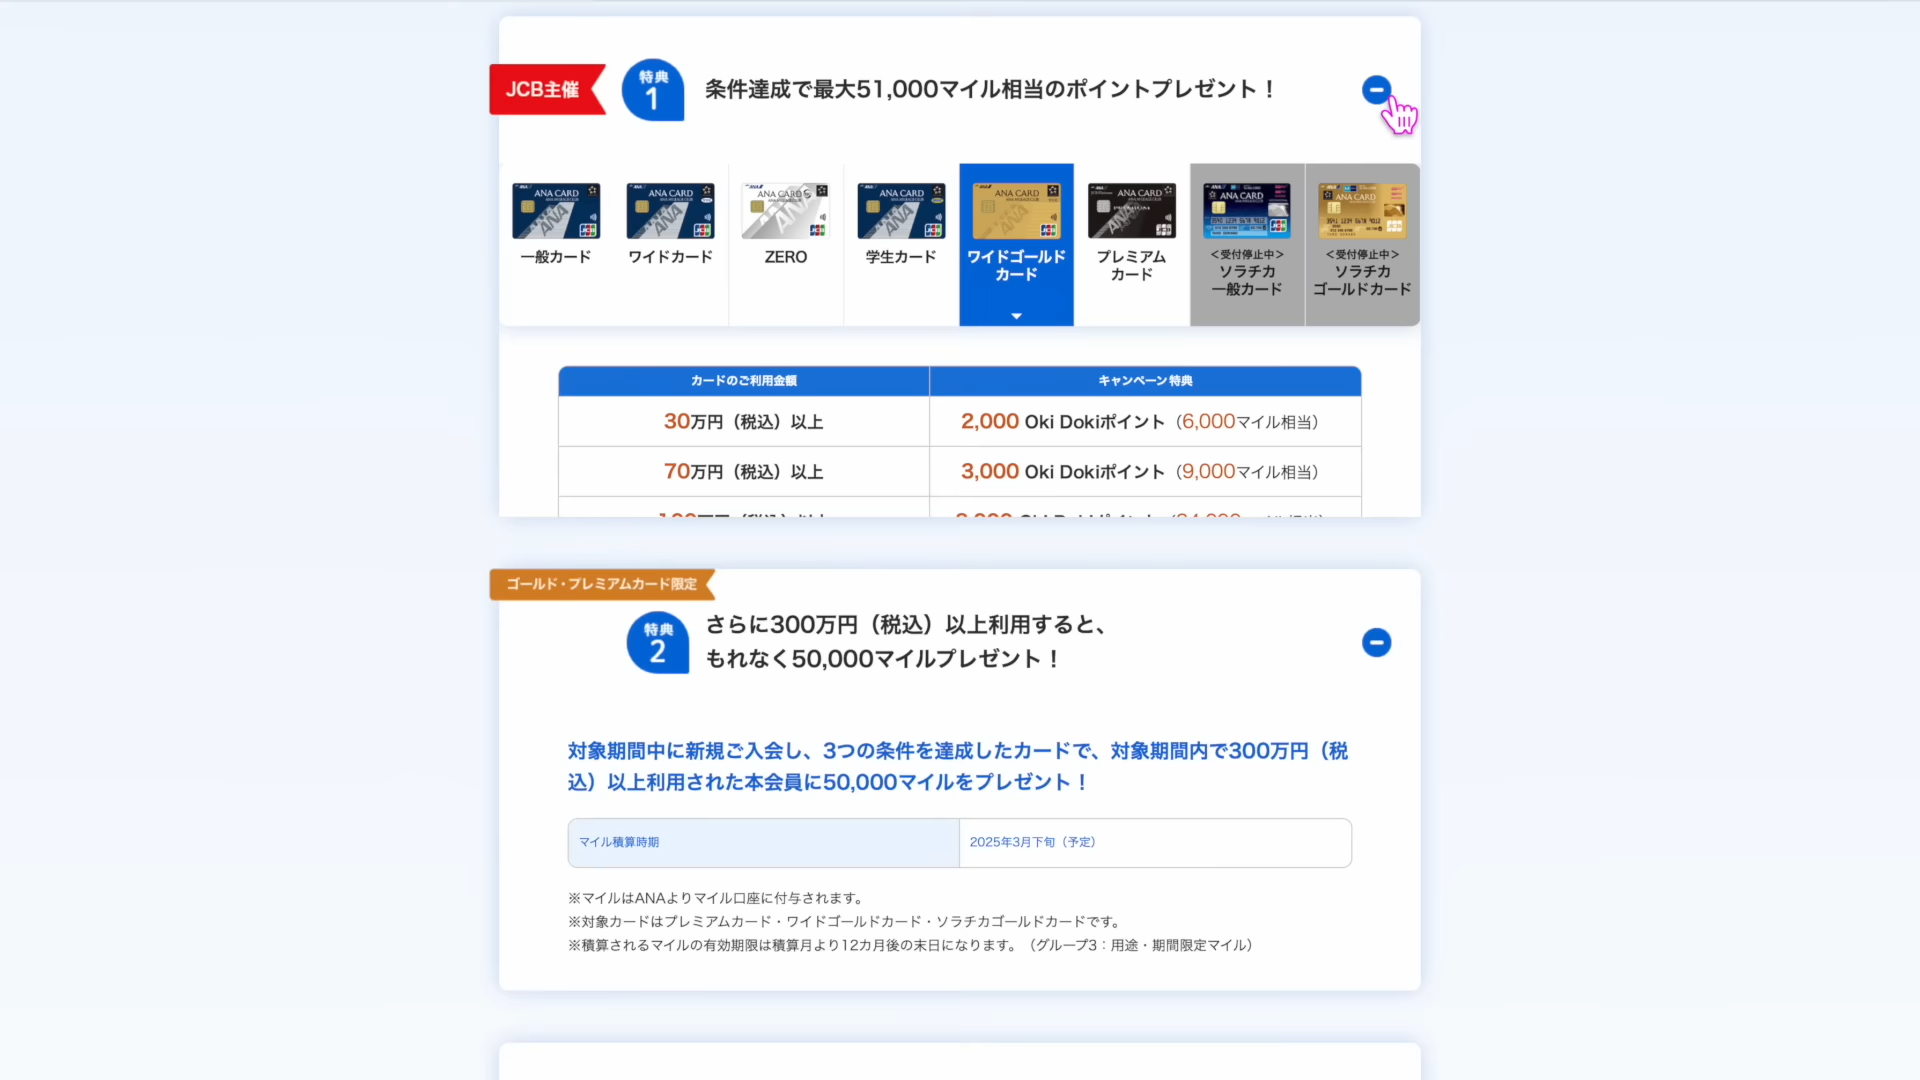 JCB主催
特典
1
条件達成で最大51,000マイル相当のポイントプレゼント！
ANA CARD
ANA CARD
ANA CARD
ANA CARD
ANA CARD
ANA CARD
ANA CARD
ANA CARD
一般カード
ワイドカード
ZERO
学生カード
ワイドゴールド
カード
プレミアム
カード
＜受付停止中＞
ソラチカ
一般カード
＜受付停止中＞
ソラチカ
ゴールドカード
カードのご利用金額
キャンペーン特典
30万円（税込）以上
2,000 Oki Dokiポイント（6,000マイル相当）
70万円（税込）以上
3,000 Oki Dokiポイント（9,000マイル相当）
ゴールド・プレミアムカード限定
特典
2
さらに300万円（税込）以上利用すると、
もれなく50,000マイルプレゼント！
対象期間中に新規ご入会し、3つの条件を達成したカードで、対象期間内で300万円（税
込）以上利用された本会員に50,000マイルをプレゼント！
マイル積算時期
2025年3月下旬（予定）
※マイルはANAよりマイル口座に付与されます。
※対象カードはプレミアムカード・ワイドゴールドカード・ソラチカゴールドカードです。
※積算されるマイルの有効期限は積算月より12カ月後の末日になります。（グループ3：用途・期間限定マイル）